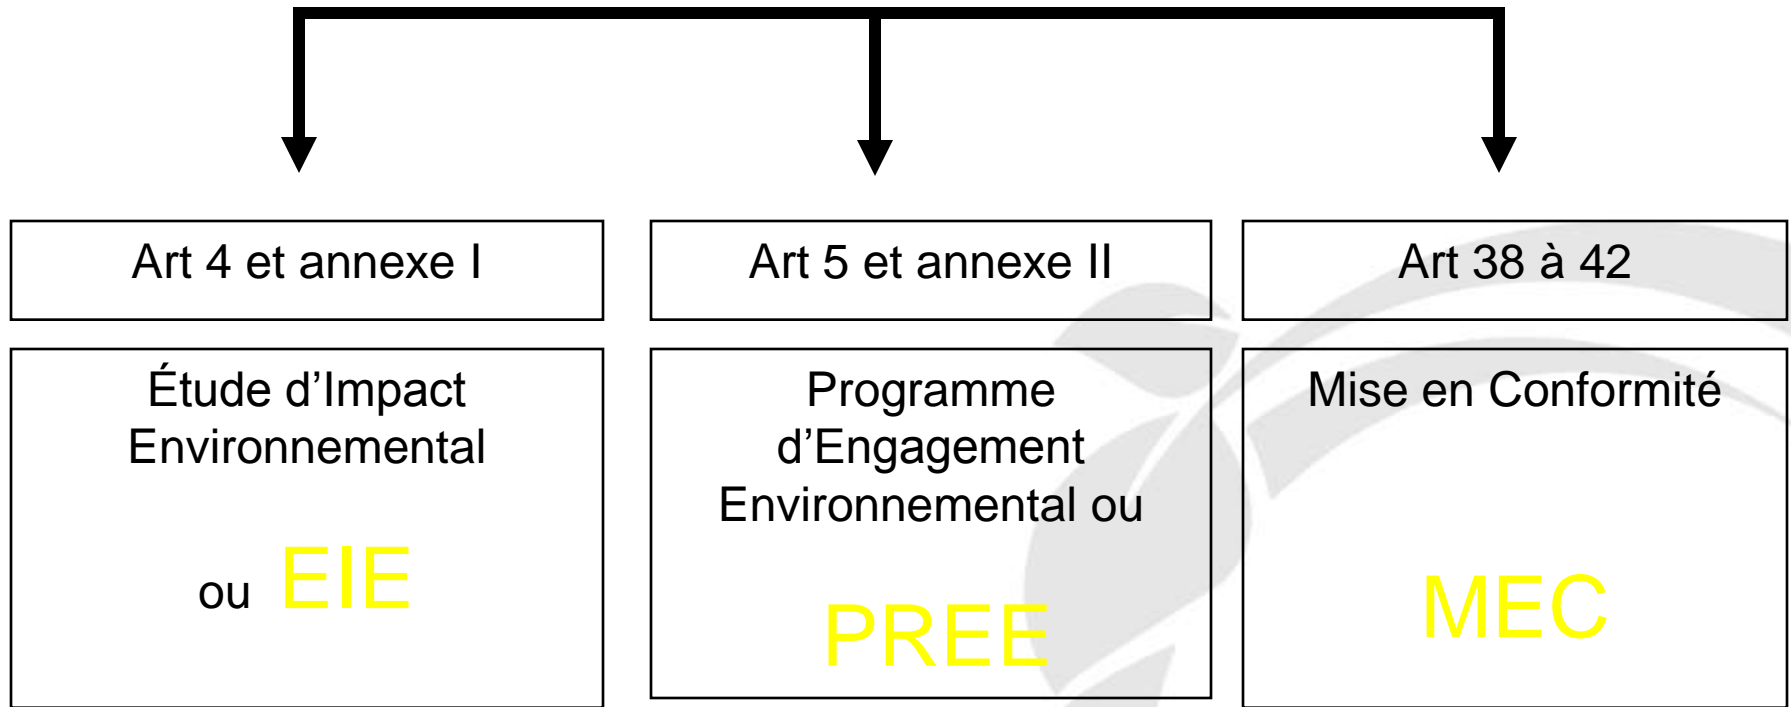 Art 4 et annexe I
Étude d’Impact
Environnemental
ou EIE
Art 5 et annexe II
Programme
d’Engagement
Environnemental ou
PREE
Art 38 à 42
Mise en Conformité
MEC